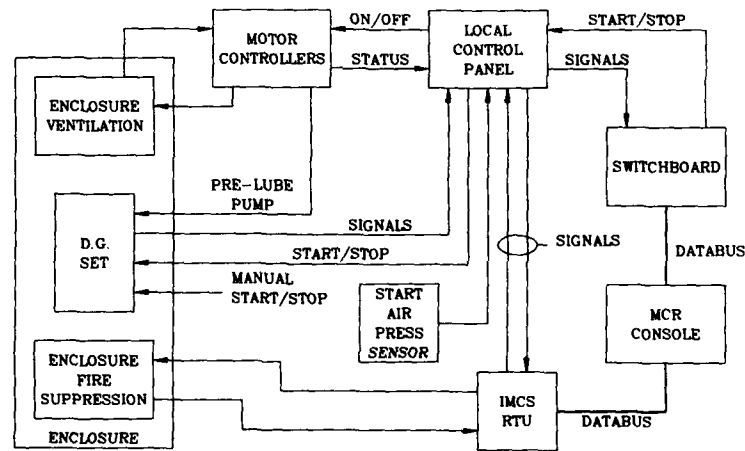 ON/OFF
START/STOP
MOTOR
CONTROLLERS
LOCAL
CONTROL
PANEL
STATUS
SIGNALS
ENCLOSURE
VENTILATION
SWITCHBOARD
PRE-LUBE
PUMP
SIGNALS
D.G.
SET
START/STOP
SIGNALS
DATABUS
MANUAL
START/STOP
START
AIR
PRESS
SENSOR
MCR
CONSOLE
ENCLOSURE
FIRE
SUPPRESSION
IMCS
RTU
DATABUS
ENCLOSURE